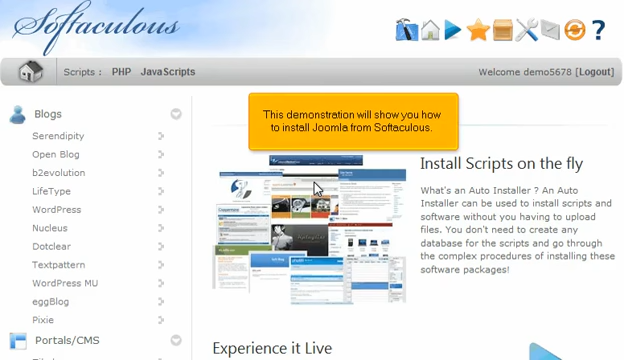 Softaculous
Scripts : PHP JavaScripts
Welcome demo5678 [Logout]
Blogs
Serendipity
Open Blog
b2evolution
LifeType
WordPress
Nucleus
Dotclear
Textpattern
WordPress MU
eggBlog
Pixie
Portals/CMS
This demonstration will show you how
to install Joomla from Softaculous.
Install Scripts on the fly
What's an Auto Installer ? An Auto
Installer can be used to install scripts and
software without you having to upload
files. You don't need to create any
database for the scripts and go through
the complex procedures of installing these
software packages!
Experience it Live